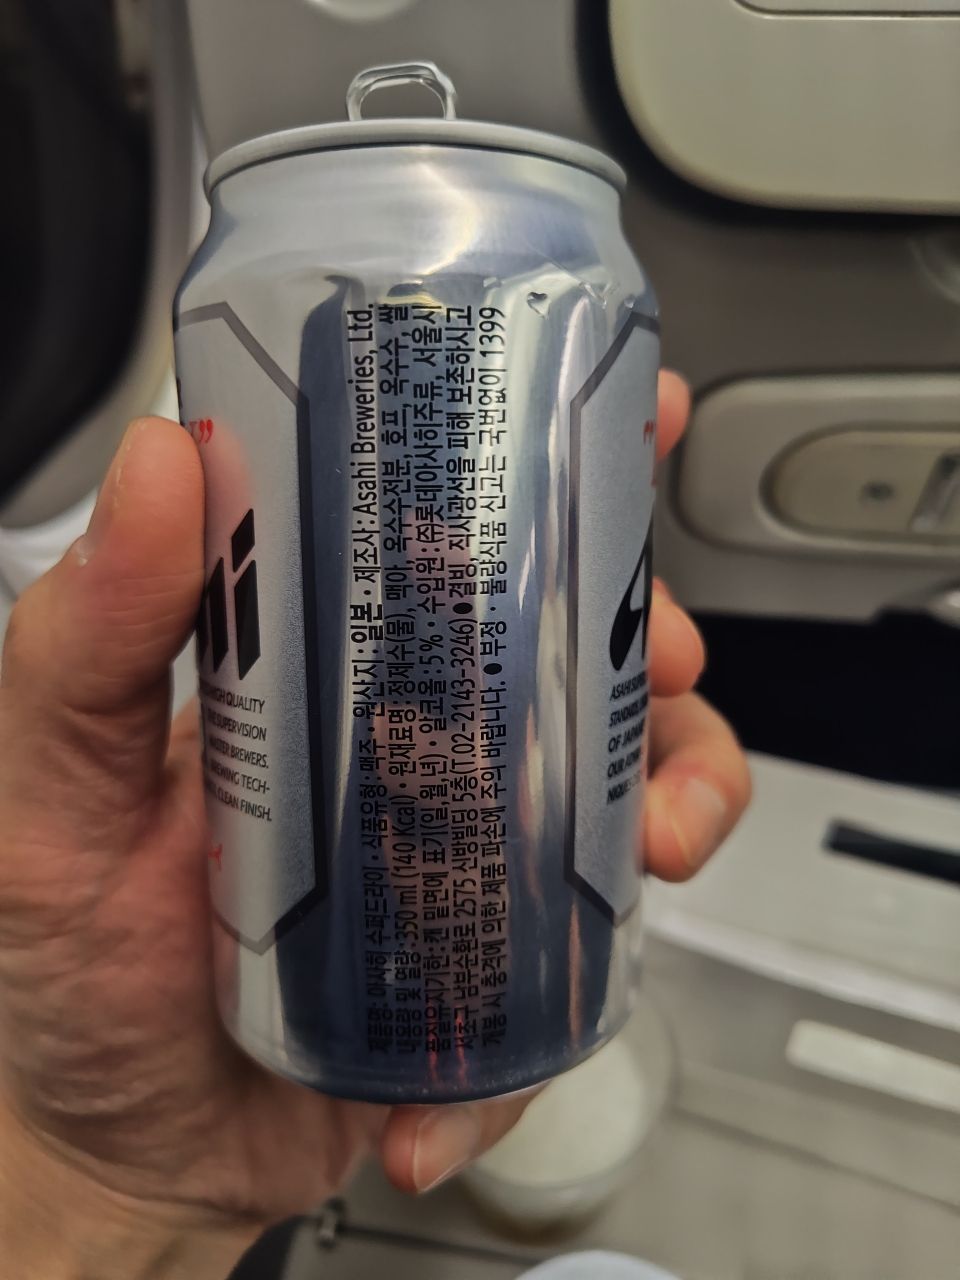 ”
hi
HIGH QUALITY
SUPERVISION
BREWERS,
BREWING TECH-
CLEAN FINISH.
제품명: 아사히 수퍼드라이 · 식품유형: 맥주 · 원산지: 일본 · 제조사: Asahi Breweries, Ltd.
내용량 및 열량: 350 ml (140 Kcal) · 원재료명: 정제수(물), 맥아, 옥수수전분, 호프, 옥수수, 쌀
품질유지기한: 캔 밑면에 표기(일,월,년) · 알코올: 5% · 수입원: (주)롯데아사히주류, 서울시
서초구 남부순환로 2575 신방빌딩 5층(T.02-2143-3246) ● 결빙, 직사광선을 피해 보존하시고
개봉 시 충격에 의한 제품 파손에 주의 바랍니다. ● 부정 · 불량식품 신고는 국번없이 1399
ASAHI
OF JAPAN
OUR